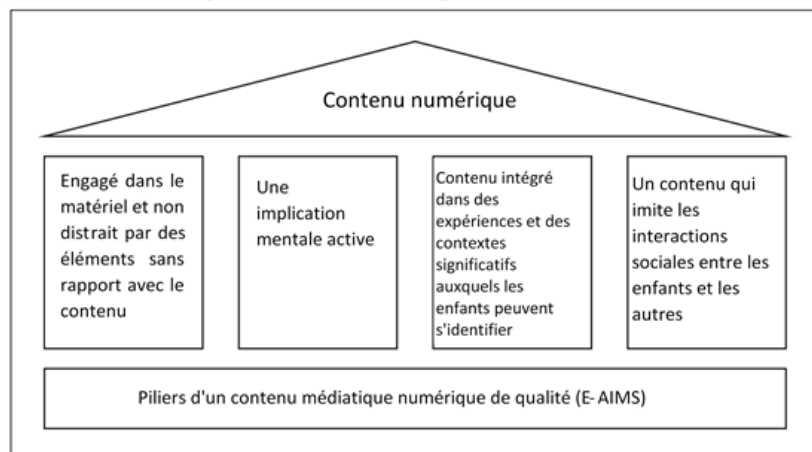 Contenu numérique
Engagé dans le
matériel et non
distrait par des
éléments sans
rapport avec le
contenu
Une
implication
mentale active
Contenu intégré
dans des
expériences et des
contextes
significatifs
auxquels les
enfants peuvent
s'identifier
Un contenu qui
imite les
interactions
sociales entre les
enfants et les
autres
Piliers d'un contenu médiatique numérique de qualité (E-AIMS)